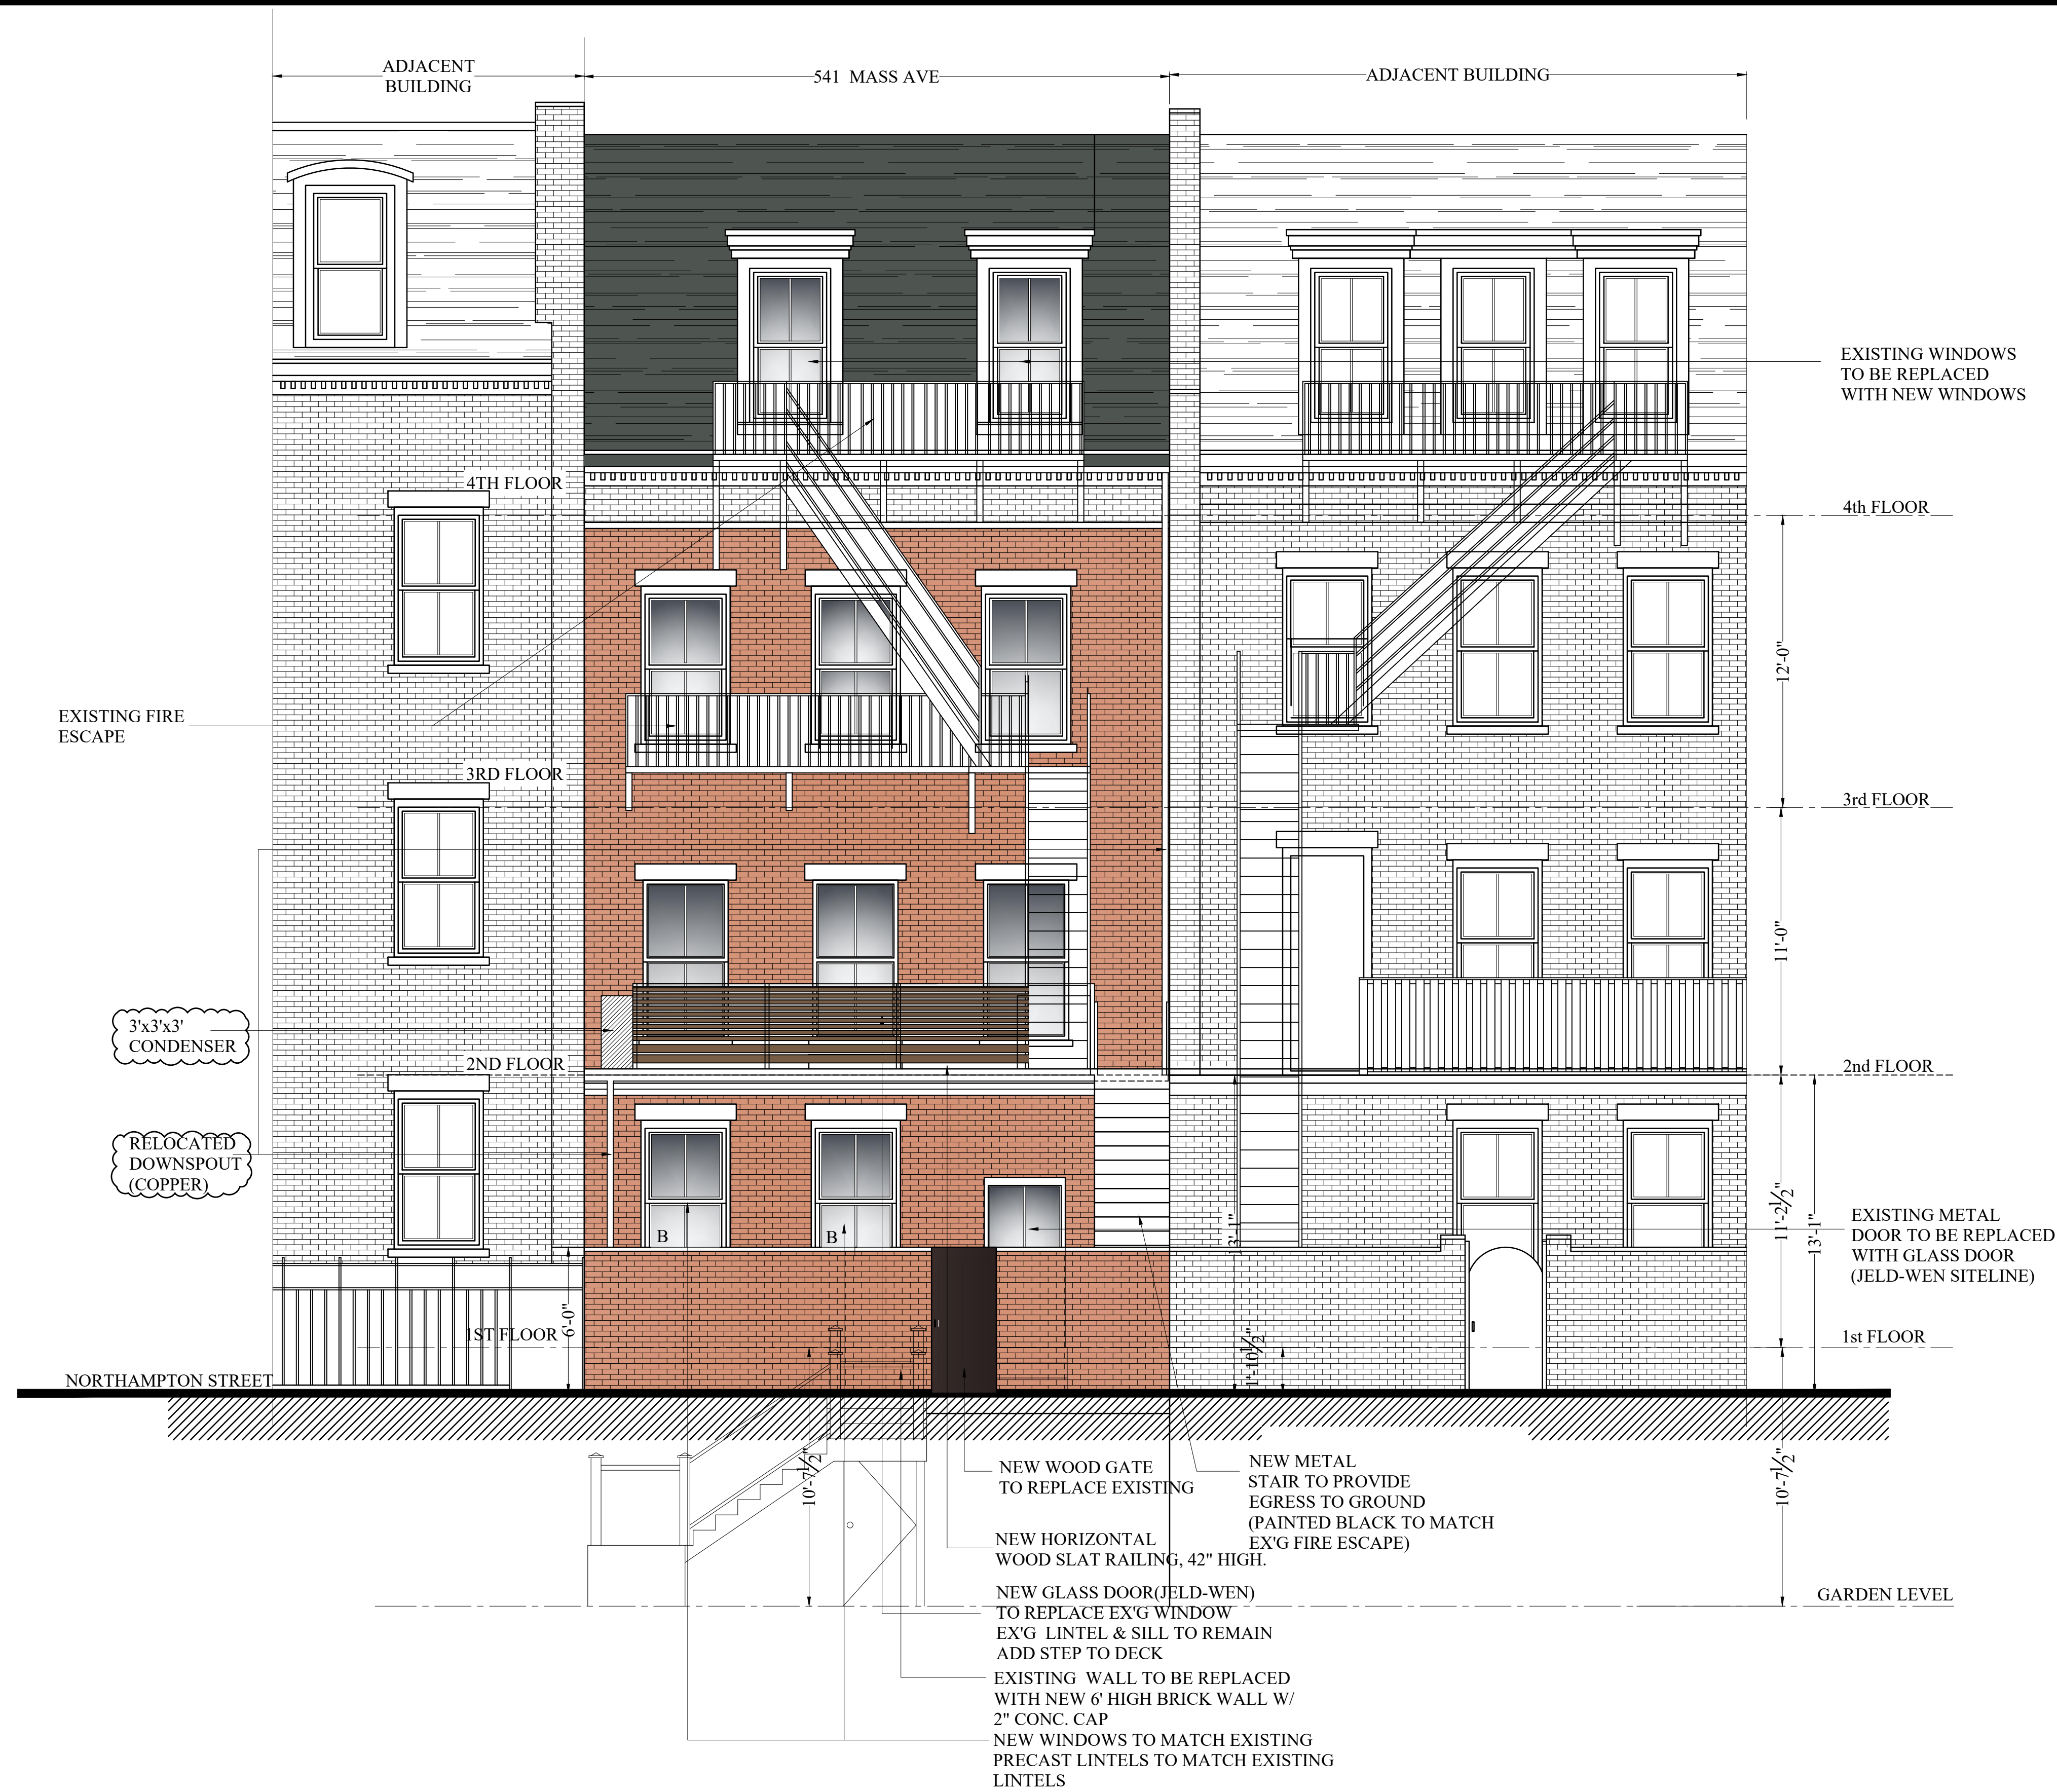 ADJACENT
BUILDING
541 MASS AVE
ADJACENT BUILDING
EXISTING WINDOWS
TO BE REPLACED
WITH NEW WINDOWS
4TH FLOOR
4th FLOOR
12'-0"
EXISTING FIRE
ESCAPE
3RD FLOOR
3rd FLOOR
11'-0"
3'x3'x3'
CONDENSER
2ND FLOOR
2nd FLOOR
RELOCATED
DOWNSPOUT
(COPPER)
B
B
13'-1"
11'-2½"
13'-1"
EXISTING METAL
DOOR TO BE REPLACED
WITH GLASS DOOR
(JELD-WEN SITELINE)
6'-0"
1ST FLOOR
1'-10½"
1st FLOOR
NORTHAMPTON STREET
10'-7½"
10'-7½"
NEW WOOD GATE
TO REPLACE EXISTING
NEW METAL
STAIR TO PROVIDE
EGRESS TO GROUND
(PAINTED BLACK TO MATCH
EX'G FIRE ESCAPE)
NEW HORIZONTAL
WOOD SLAT RAILING, 42" HIGH.
NEW GLASS DOOR(JELD-WEN)
TO REPLACE EX'G WINDOW
EX'G LINTEL & SILL TO REMAIN
ADD STEP TO DECK
GARDEN LEVEL
EXISTING WALL TO BE REPLACED
WITH NEW 6' HIGH BRICK WALL W/
2" CONC. CAP
NEW WINDOWS TO MATCH EXISTING
PRECAST LINTELS TO MATCH EXISTING
LINTELS